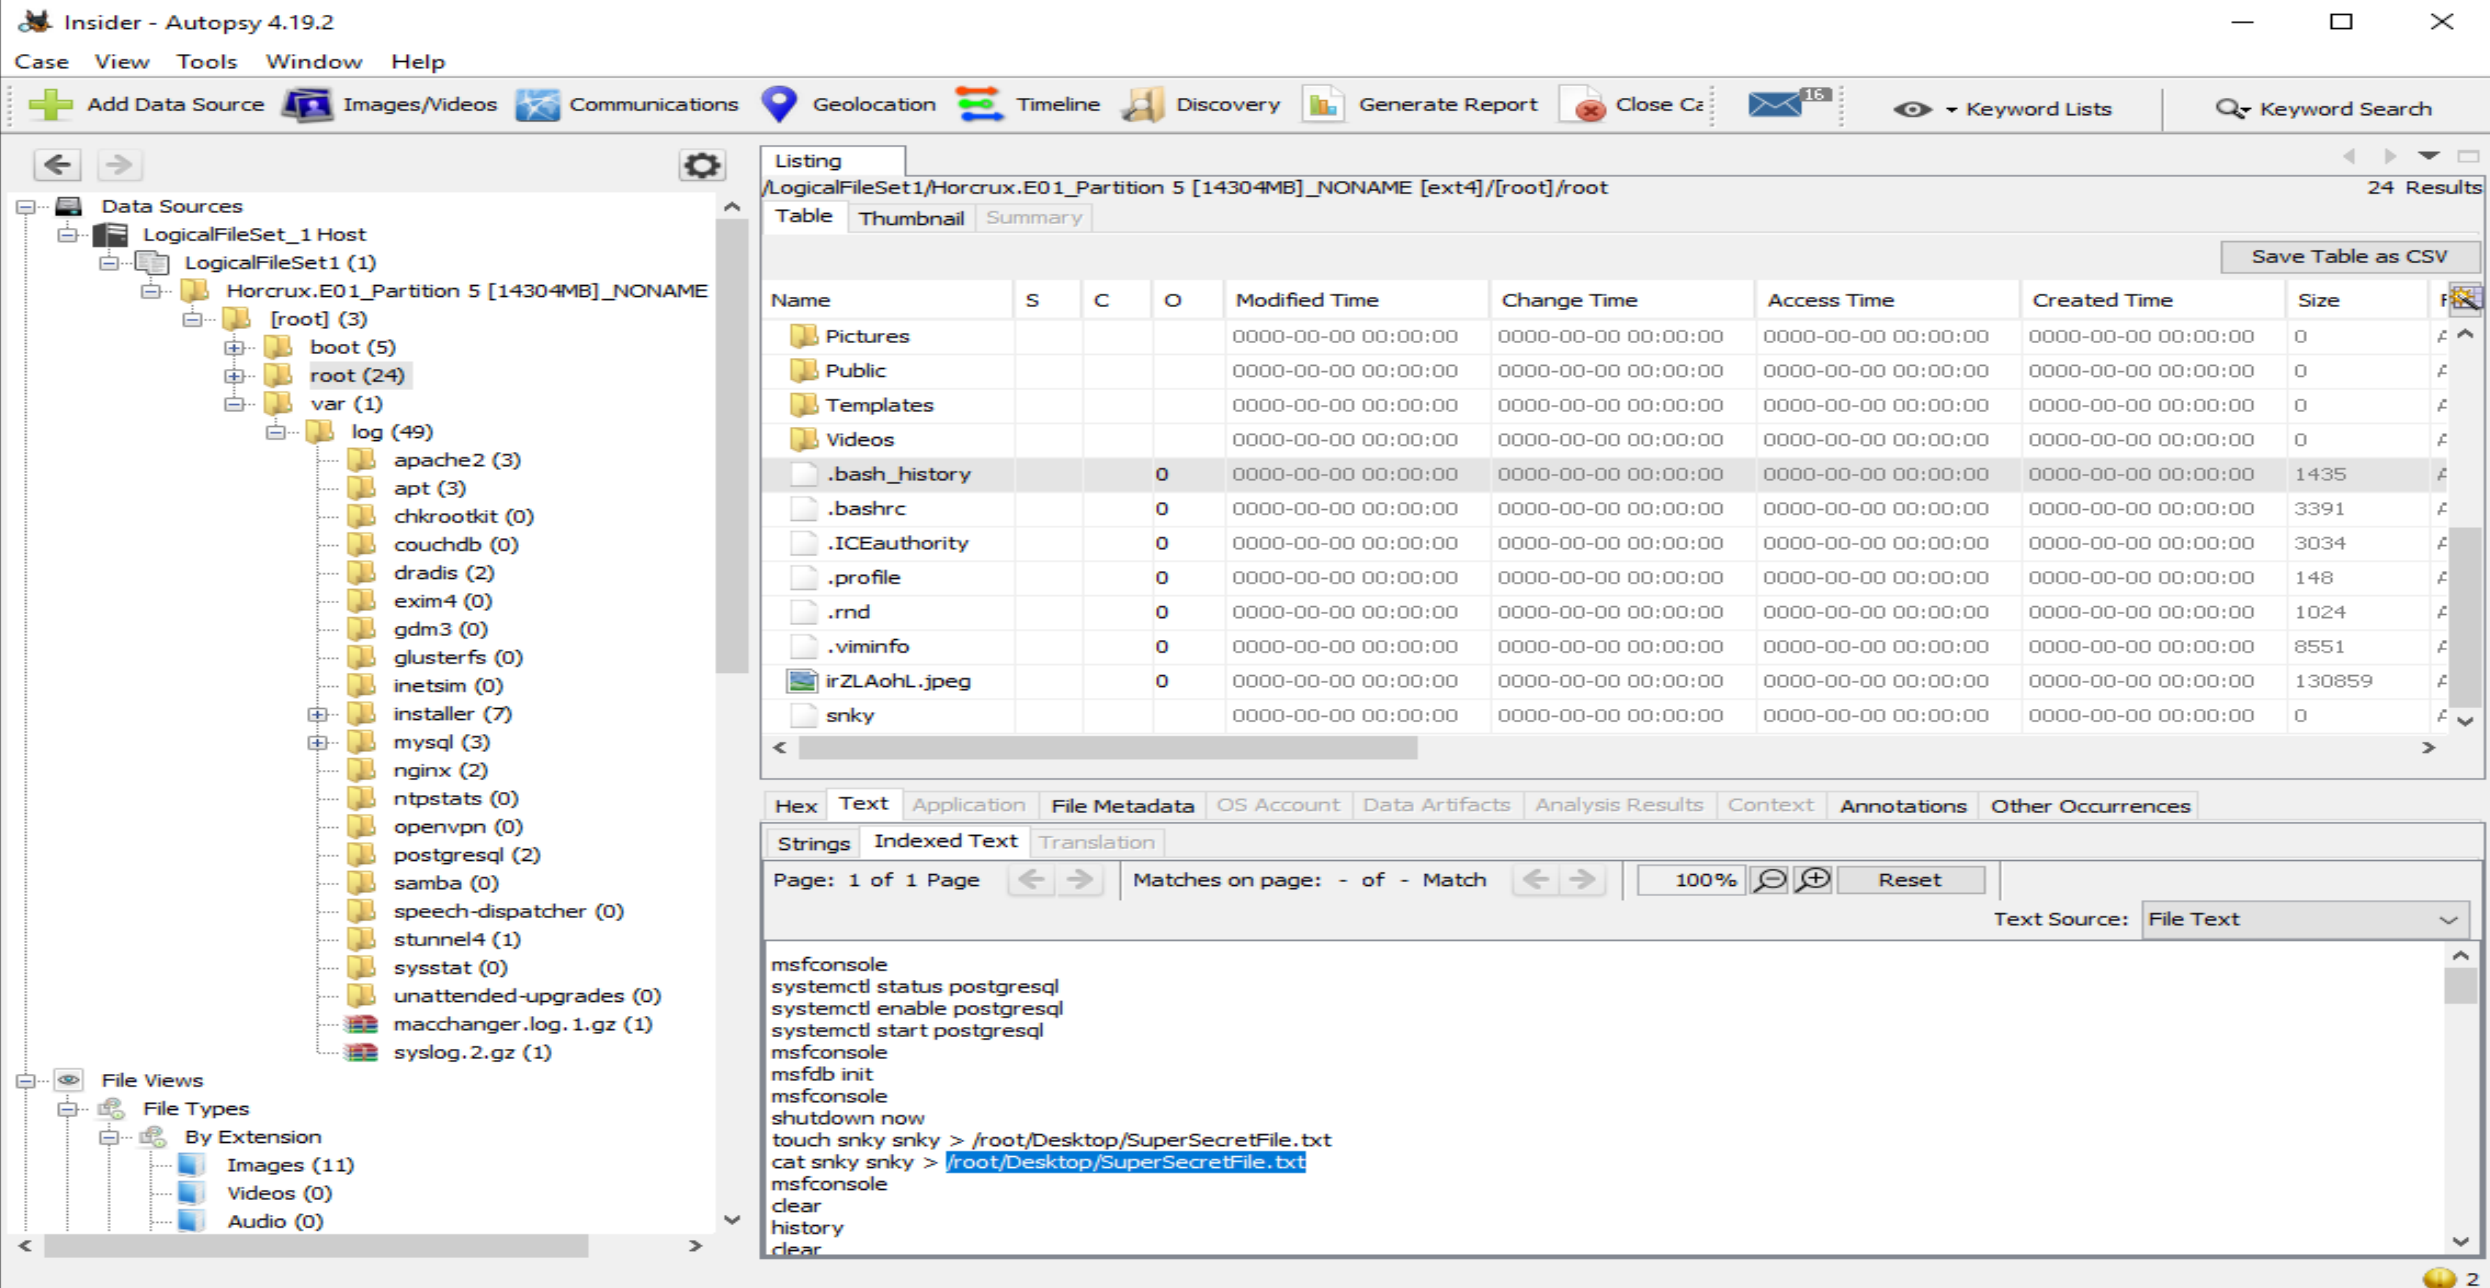 Insider - Autopsy 4.19.2
Case View Tools Window Help
Add Data Source Images/Videos Communications Geolocation Timeline Discovery Generate Report Close Ca 16 Keyword Lists Keyword Search
Data Sources
LogicalFileSet_1 Host
LogicalFileSet1 (1)
Horcrux.E01_Partition 5 [14304MB]_NONAME
[root] (3)
boot (5)
root (24)
var (1)
log (49)
apache2 (3)
apt (3)
chkrootkit (0)
couchdb (0)
dradis (2)
exim4 (0)
gdm3 (0)
glusterfs (0)
inetsim (0)
installer (7)
mysql (3)
nginx (2)
ntpstats (0)
openvpn (0)
postgresql (2)
samba (0)
speech-dispatcher (0)
stunnel4 (1)
sysstat (0)
unattended-upgrades (0)
macchanger.log.1.gz (1)
syslog.2.gz (1)
File Views
File Types
By Extension
Images (11)
Videos (0)
Audio (0)
Listing
/LogicalFileSet1/Horcrux.E01_Partition 5 [14304MB]_NONAME [ext4]/[root]/root 24 Results
Table Thumbnail Summary
Save Table as CSV
Name S C O Modified Time Change Time Access Time Created Time Size
Pictures 0000-00-00 00:00:00 0000-00-00 00:00:00 0000-00-00 00:00:00 0000-00-00 00:00:00 0
Public 0000-00-00 00:00:00 0000-00-00 00:00:00 0000-00-00 00:00:00 0000-00-00 00:00:00 0
Templates 0000-00-00 00:00:00 0000-00-00 00:00:00 0000-00-00 00:00:00 0000-00-00 00:00:00 0
Videos 0000-00-00 00:00:00 0000-00-00 00:00:00 0000-00-00 00:00:00 0000-00-00 00:00:00 0
.bash_history 0 0000-00-00 00:00:00 0000-00-00 00:00:00 0000-00-00 00:00:00 0000-00-00 00:00:00 1435
.bashrc 0 0000-00-00 00:00:00 0000-00-00 00:00:00 0000-00-00 00:00:00 0000-00-00 00:00:00 3391
.ICEauthority 0 0000-00-00 00:00:00 0000-00-00 00:00:00 0000-00-00 00:00:00 0000-00-00 00:00:00 3034
.profile 0 0000-00-00 00:00:00 0000-00-00 00:00:00 0000-00-00 00:00:00 0000-00-00 00:00:00 148
.rnd 0 0000-00-00 00:00:00 0000-00-00 00:00:00 0000-00-00 00:00:00 0000-00-00 00:00:00 1024
.viminfo 0 0000-00-00 00:00:00 0000-00-00 00:00:00 0000-00-00 00:00:00 0000-00-00 00:00:00 8551
irZLAohL.jpeg 0 0000-00-00 00:00:00 0000-00-00 00:00:00 0000-00-00 00:00:00 0000-00-00 00:00:00 130859
snky 0000-00-00 00:00:00 0000-00-00 00:00:00 0000-00-00 00:00:00 0000-00-00 00:00:00 0
Hex Text Application File Metadata OS Account Data Artifacts Analysis Results Context Annotations Other Occurrences
Strings Indexed Text Translation
Page: 1 of 1 Page Matches on page: - of - Match 100% Reset
Text Source: File Text
msfconsole
systemctl status postgresql
systemctl enable postgresql
systemctl start postgresql
msfconsole
msfdb init
msfconsole
shutdown now
touch snky snky > /root/Desktop/SuperSecretFile.txt
cat snky snky > /root/Desktop/SuperSecretFile.txt
msfconsole
clear
history
clear
2